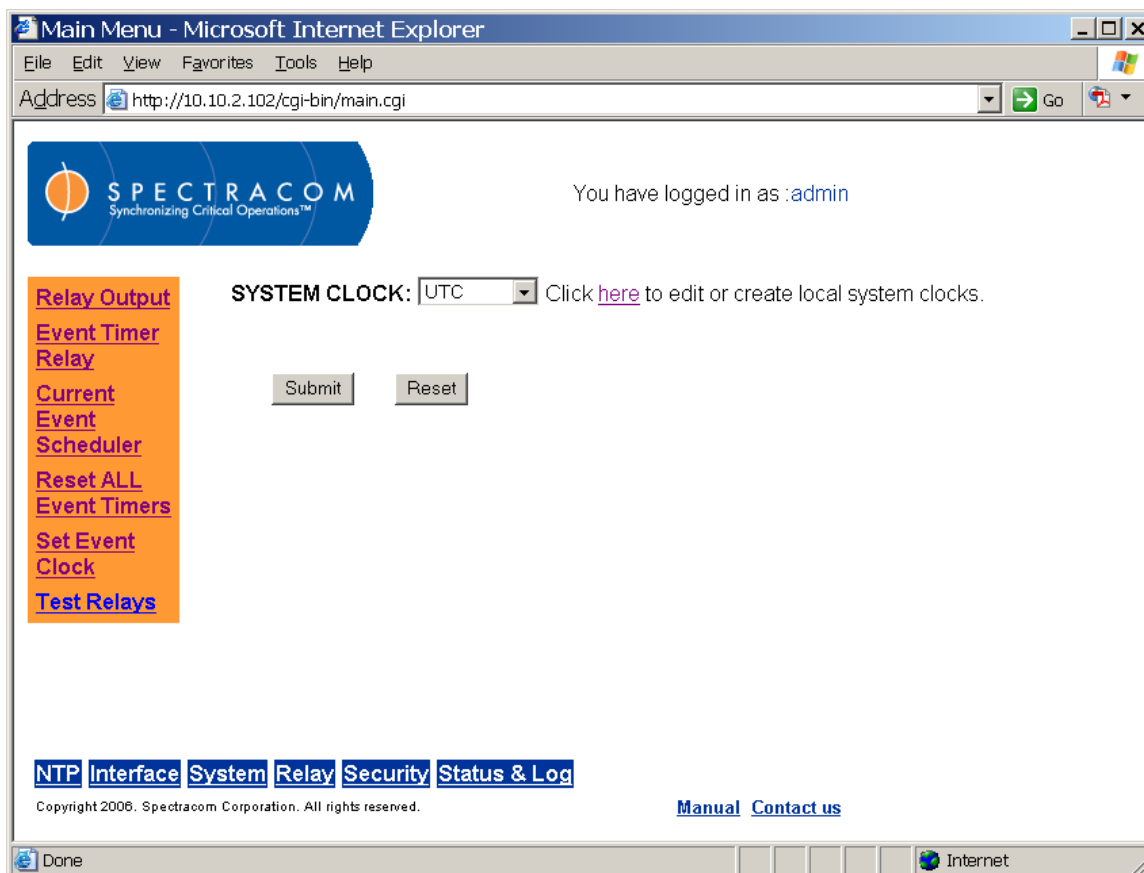 Main Menu - Microsoft Internet Explorer
File Edit View Favorites Tools Help
Address http://10.10.2.102/cgi-bin/main.cgi Go
SPECTRACOM
Synchronizing Critical Operations™
You have logged in as :admin
Relay Output
Event Timer
Relay
Current
Event
Scheduler
Reset ALL
Event Timers
Set Event
Clock
Test Relays
SYSTEM CLOCK: UTC Click here to edit or create local system clocks.
Submit Reset
NTP Interface System Relay Security Status & Log
Copyright 2006. Spectracom Corporation. All rights reserved.
Manual Contact us
Done Internet